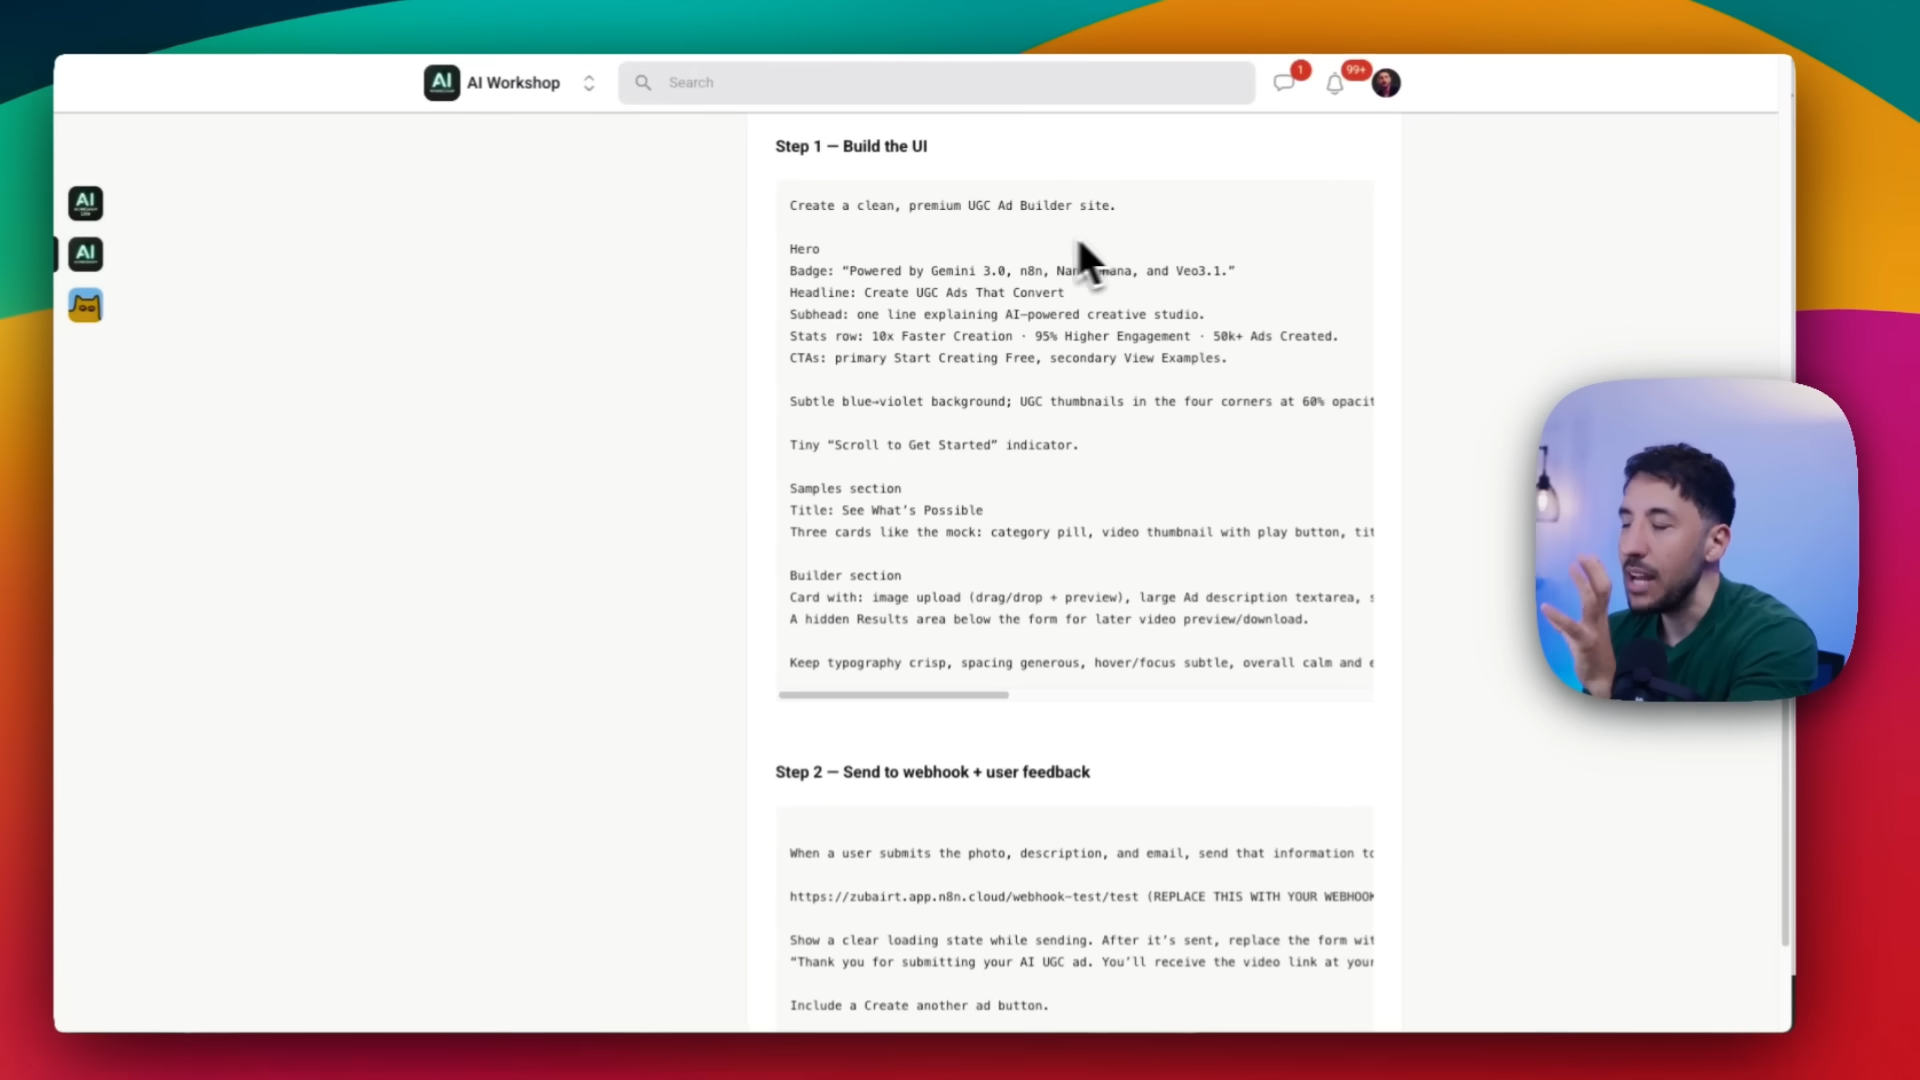 AI Workshop
Search
1
99+
AI
AI
AI
Step 1 — Build the UI
Create a clean, premium UGC Ad Builder site.
Hero
Badge: “Powered by Gemini 3.0, n8n, and Veo3.1.”
Headline: Create UGC Ads That Convert
Subhead: one line explaining AI–powered creative studio.
Stats row: 10x Faster Creation · 95% Higher Engagement · 50k+ Ads Created.
CTAs: primary Start Creating Free, secondary View Examples.
Subtle blue→violet background; UGC thumbnails in the four corners at 60% opacit
Tiny “Scroll to Get Started” indicator.
Samples section
Title: See What’s Possible
Three cards like the mock: category pill, video thumbnail with play button, tit
Builder section
Card with: image upload (drag/drop + preview), large Ad description textarea, s
A hidden Results area below the form for later video preview/download.
Keep typography crisp, spacing generous, hover/focus subtle, overall calm and e
Step 2 — Send to webhook + user feedback
When a user submits the photo, description, and email, send that information to
https://zubairt.app.n8n.cloud/webhook-test/test (REPLACE THIS WITH YOUR WEBHOOK
Show a clear loading state while sending. After it’s sent, replace the form wit
“Thank you for submitting your AI UGC ad. You’ll receive the video link at your
Include a Create another ad button.